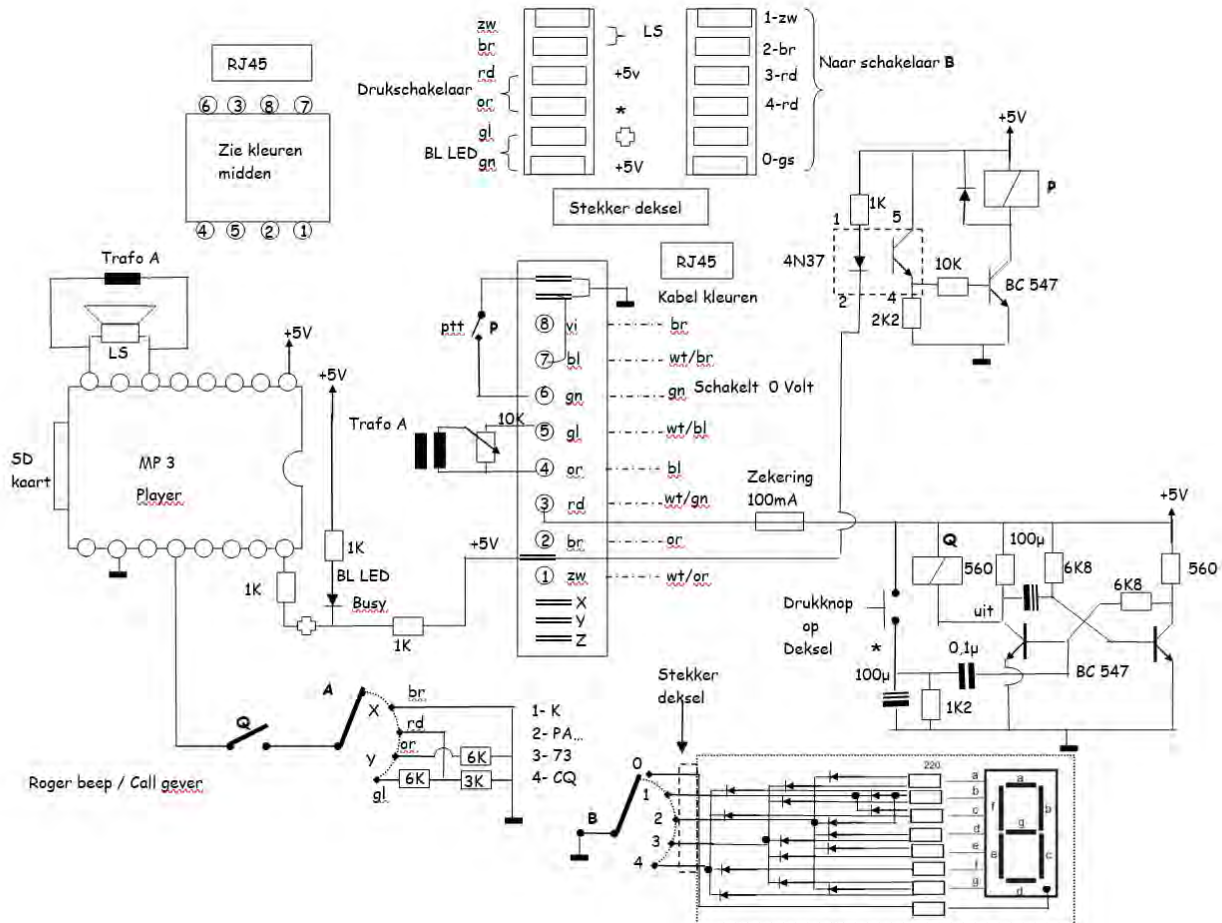 RJ45
6 3 8 7
Zie kleuren
midden
4 5 2 1
zw
br
rd
or
gl
gn
LS
Drukschakelaar
BL LED
+5v
*
+5V
1-zw
2-br
3-rd
4-rd
0-gs
Naar schakelaar B
Stekker deksel
+5V
P
1K
1
5
4N37
2
4
10K
2K2
BC 547
Trafo A
LS
+5V
SD
kaart
MP 3
Player
+5V
1K
BL LED
Busy
1K
1K
+5V
ptt
P
Trafo A
10K
RJ45
Kabel kleuren
8 vi br
7 bl wt/br
6 gn gn Schakelt 0 Volt
5 gl wt/bl
4 or bl
3 rd wt/gn
2 br or
1 zw wt/or
X
Y
Z
Zekering
100mA
+5V
Q
560
100µ
6K8
6K8
560
uit
Drukknop
op
Deksel
*
100µ
0,1µ
1K2
BC 547
Q
A
X
Y
br
rd
or
gl
6K
6K
3K
1- K
2- PA...
3- 73
4- CQ
Roger beep / Call gever
Stekker
deksel
B
0
1
2
3
4
220
a
b
c
d
e
f
g
a
f
b
g
e
c
d